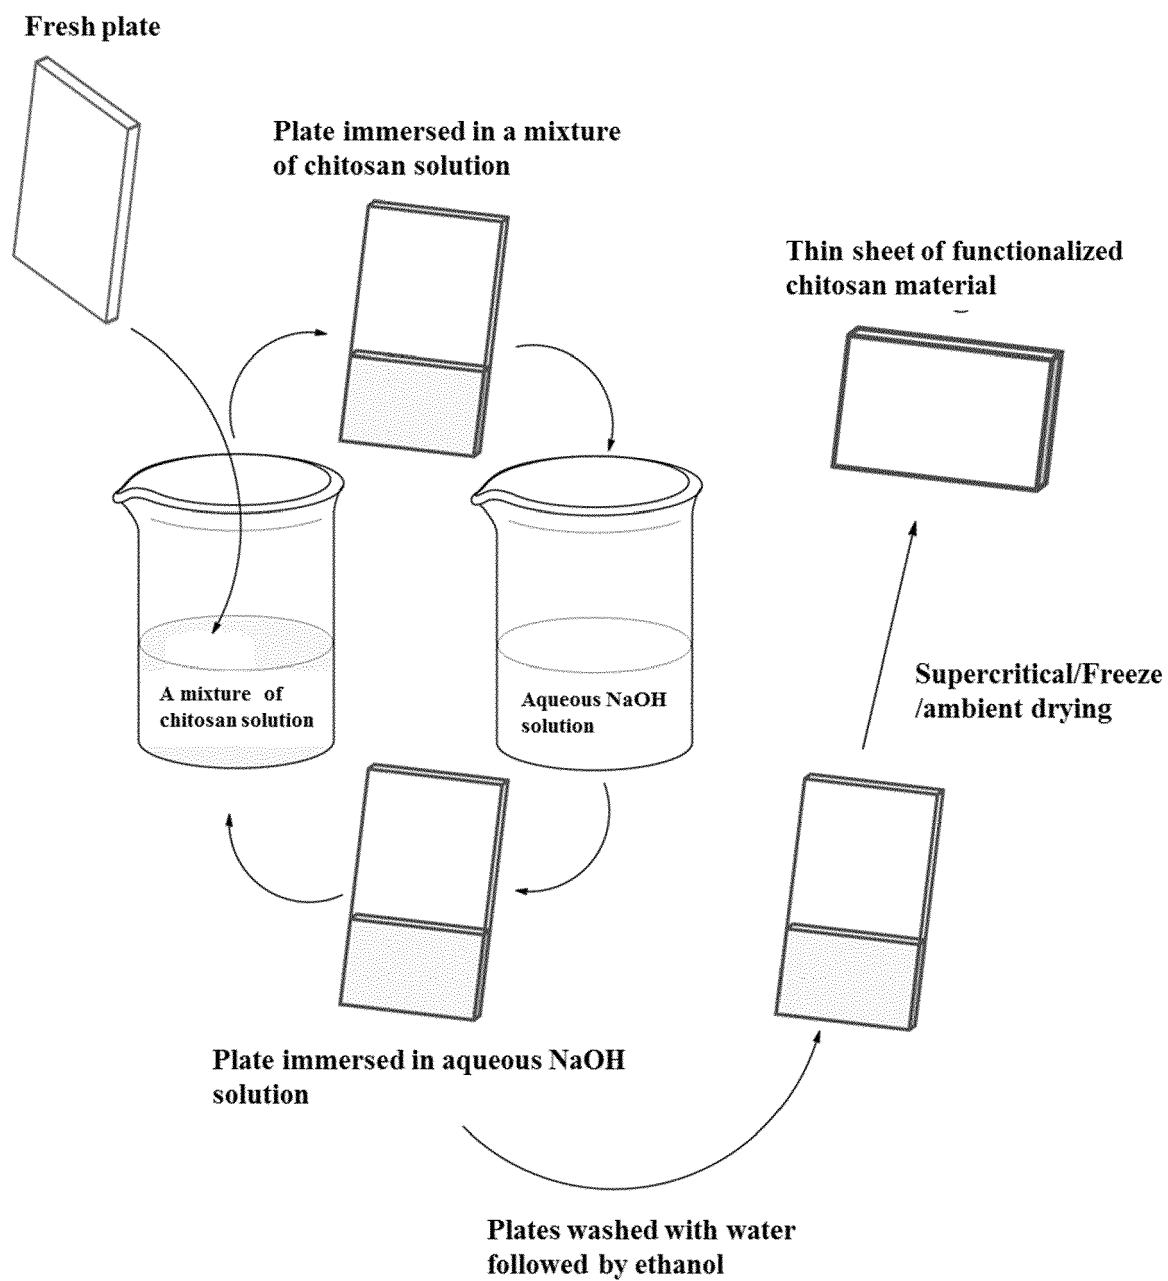 Fresh plate
Plate immersed in a mixture
of chitosan solution
Thin sheet of functionalized
chitosan material
A mixture of
chitosan solution
Aqueous NaOH
solution
Supercritical/Freeze
/ambient drying
Plate immersed in aqueous NaOH
solution
Plates washed with water
followed by ethanol